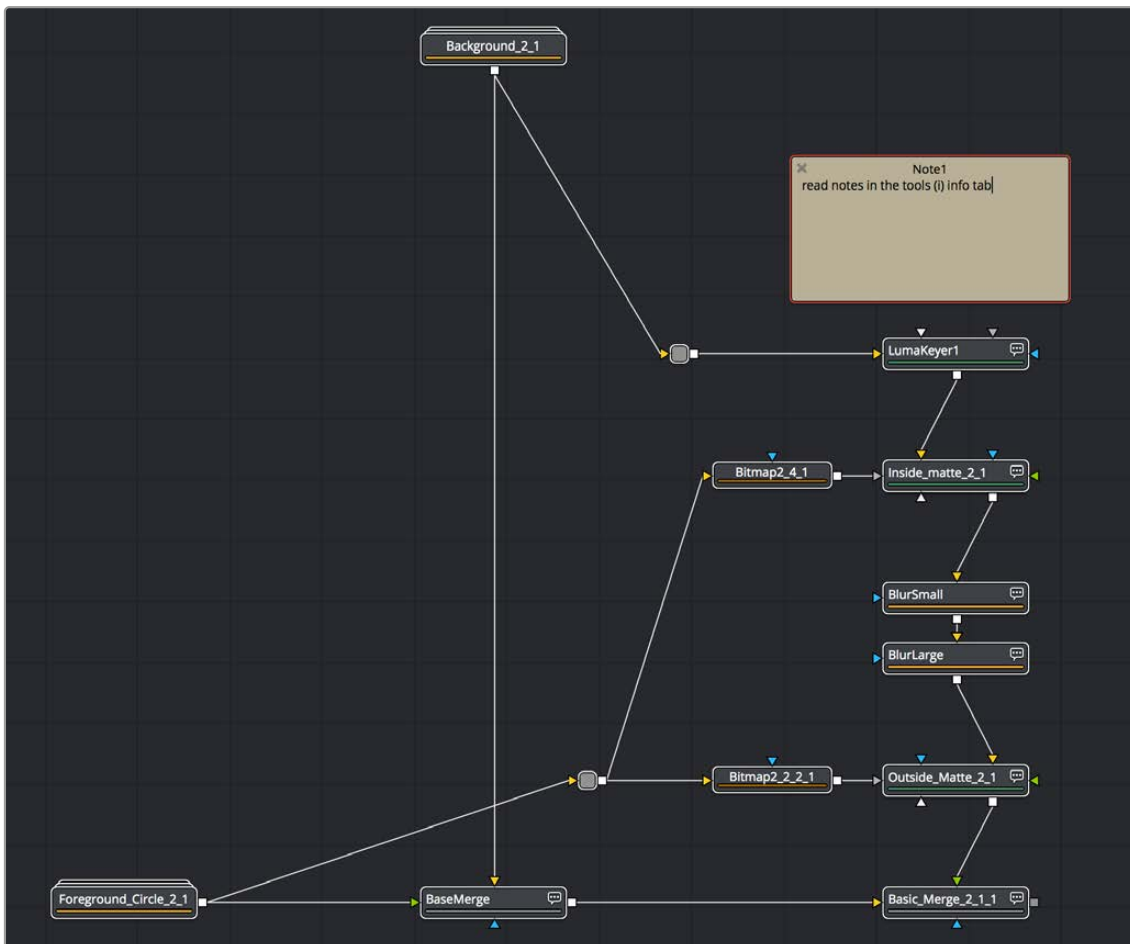 Background_2_1
Note1
read notes in the tools (i) info tab
LumaKeyer1
Bitmap2_4_1
Inside_matte_2_1
BlurSmall
BlurLarge
Bitmap2_2_2_1
Outside_Matte_2_1
Foreground_Circle_2_1
BaseMerge
Basic_Merge_2_1_1